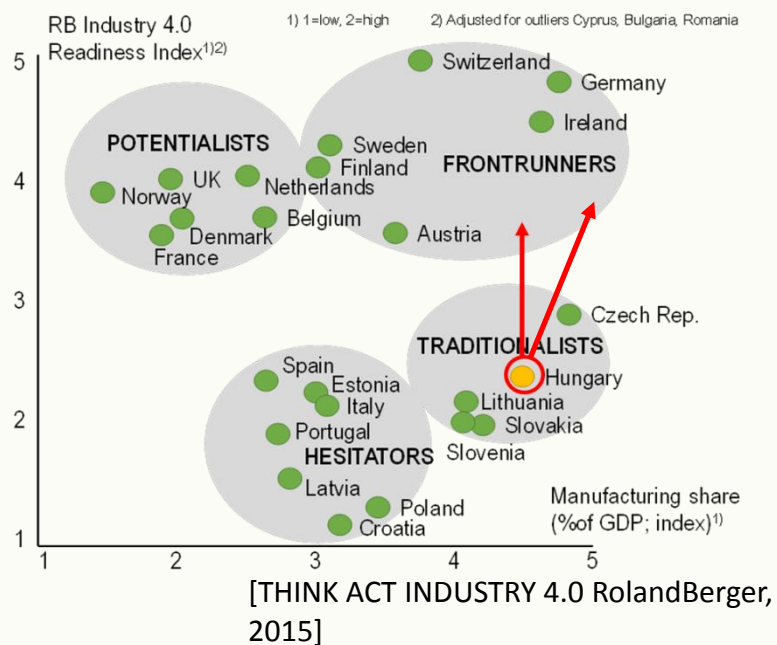 RB Industry 4.0
Readiness Index1)2)
1) 1=low, 2=high
2) Adjusted for outliers Cyprus, Bulgaria, Romania
5
Switzerland
Germany
Ireland
POTENTIALISTS
Sweden
Finland
FRONTRUNNERS
4
UK
Netherlands
Norway
Belgium
Denmark
France
Austria
3
Czech Rep.
TRADITIONALISTS
Spain
Estonia
Italy
Hungary
Lithuania
2
Portugal
Slovakia
HESITATORS
Slovenia
Latvia
Poland
Croatia
Manufacturing share
(%of GDP; index)1)
1
1
2
3
4
5
[THINK ACT INDUSTRY 4.0 RolandBerger,
2015]